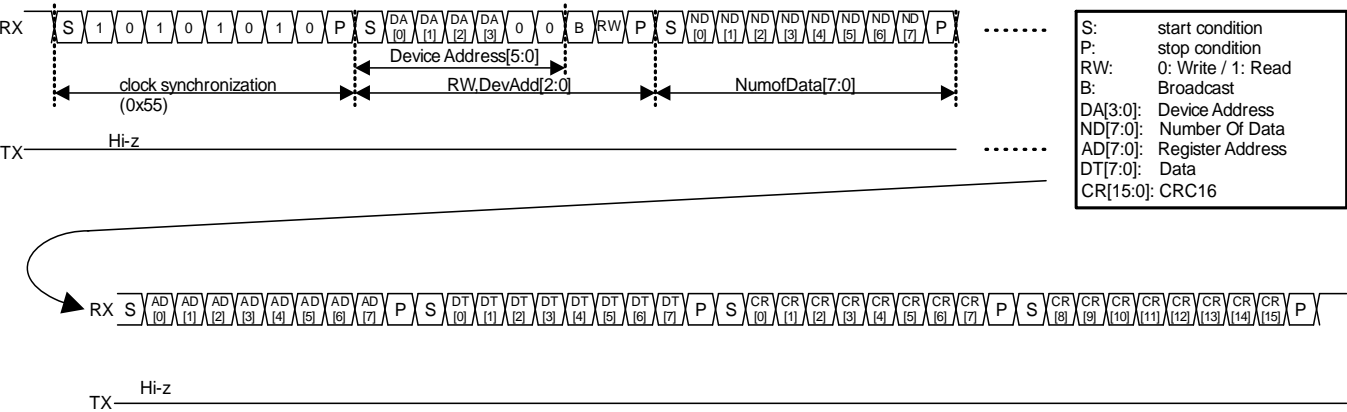 RX S 1 0 1 0 1 0 1 0 P S DA [0] DA [1] DA [2] DA [3] 0 0 B RW P S ND [0] ND [1] ND [2] ND [3] ND [4] ND [5] ND [6] ND [7] P
Device Address[5:0]
clock synchronization
(0x55)
RW,DevAdd[2:0]
NumofData[7:0]
TX Hi-z
S: start condition
P: stop condition
RW: 0: Write / 1: Read
B: Broadcast
DA[3:0]: Device Address
ND[7:0]: Number Of Data
AD[7:0]: Register Address
DT[7:0]: Data
CR[15:0]: CRC16
RX S AD [0] AD [1] AD [2] AD [3] AD [4] AD [5] AD [6] AD [7] P S DT [0] DT [1] DT [2] DT [3] DT [4] DT [5] DT [6] DT [7] P S CR [0] CR [1] CR [2] CR [3] CR [4] CR [5] CR [6] CR [7] P S CR [8] CR [9] CR [10] CR [11] CR [12] CR [13] CR [14] CR [15] P
TX Hi-z